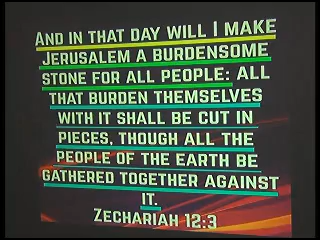 And in that day will I make
Jerusalem a burdensome
stone for all people: all
that burden themselves
with it shall be cut in
pieces, though all the
people of the earth be
gathered together against
it.
Zechariah 12:3